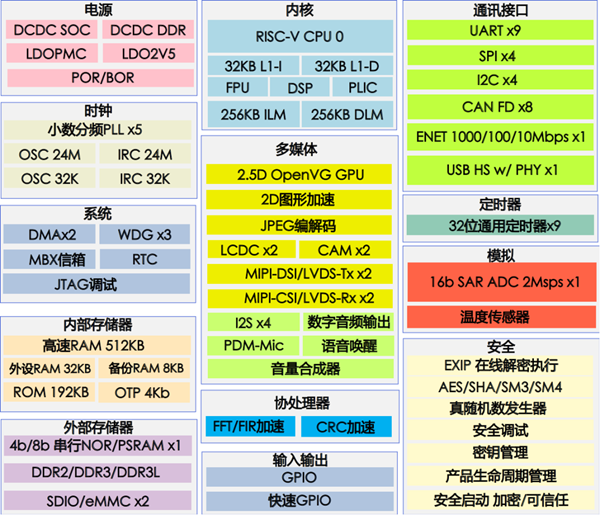 电源
DCDC SOC DCDC DDR
LDOPMC LDO2V5
POR/BOR
时钟
小数分频PLL x5
OSC 24M IRC 24M
OSC 32K IRC 32K
系统
DMAx2 WDG x3
MBX信箱 RTC
JTAG调试
内部存储器
高速RAM 512KB
外设RAM 32KB 备份RAM 8KB
ROM 192KB OTP 4Kb
外部存储器
4b/8b 串行NOR/PSRAM x1
DDR2/DDR3/DDR3L
SDIO/eMMC x2
内核
RISC-V CPU 0
32KB L1-I 32KB L1-D
FPU DSP PLIC
256KB ILM 256KB DLM
多媒体
2.5D OpenVG GPU
2D图形加速
JPEG编解码
LCDC x2 CAM x2
MIPI-DSI/LVDS-Tx x2
MIPI-CSI/LVDS-Rx x2
I2S x4 数字音频输出
PDM-Mic 语音唤醒
音量合成器
协处理器
FFT/FIR加速 CRC加速
输入输出
GPIO
快速GPIO
通讯接口
UART x9
SPI x4
I2C x4
CAN FD x8
ENET 1000/100/10Mbps x1
USB HS w/ PHY x1
定时器
32位通用定时器x9
模拟
16b SAR ADC 2Msps x1
温度传感器
安全
EXIP 在线解密执行
AES/SHA/SM3/SM4
真随机数发生器
安全调试
密钥管理
产品生命周期管理
安全启动 加密/可信任